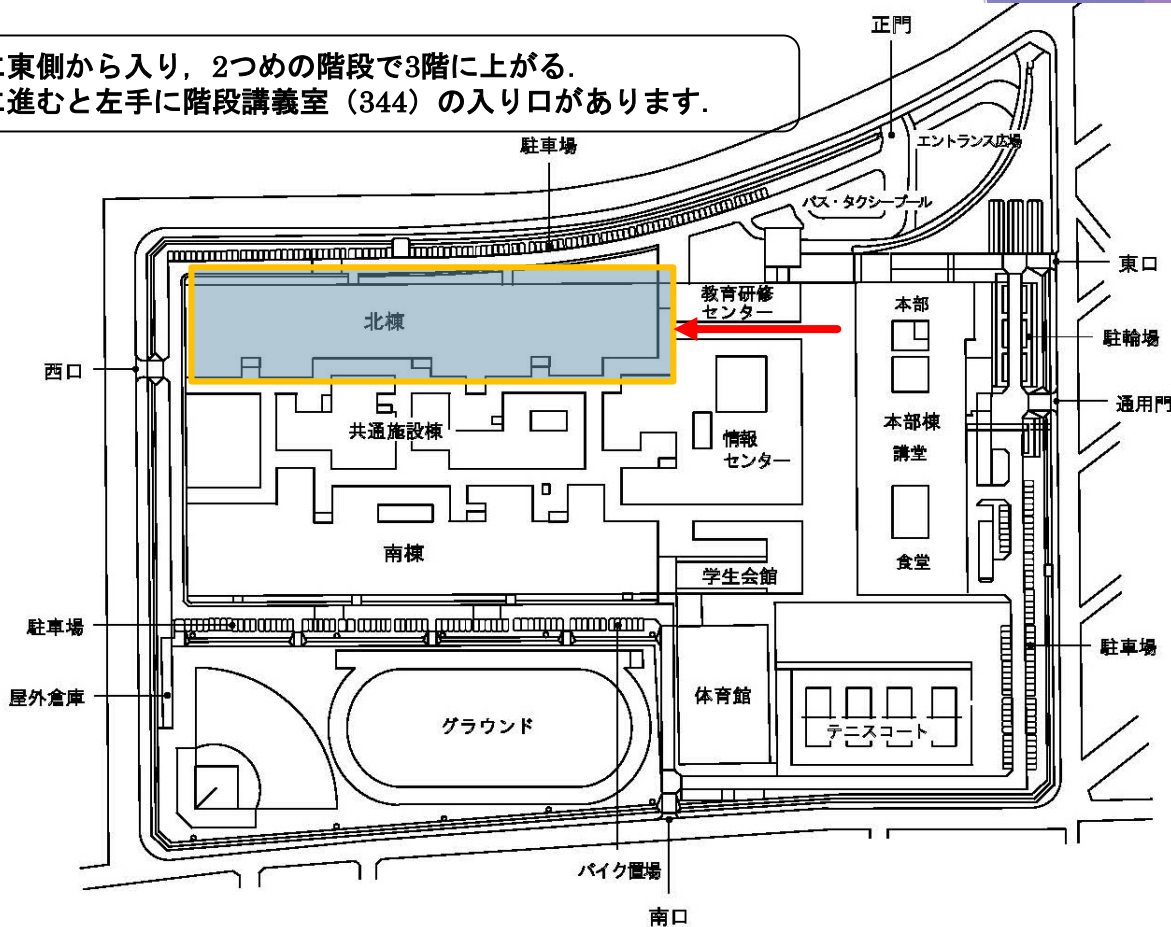 に東側から入り，2つめの階段で3階に上がる．
に進むと左手に階段講義室（344）の入り口があります．
正門
駐車場
エントランス広場
バス・タクシープール
東口
教育研修
センター
本部
北棟
駐輪場
西口
通用門
共通施設棟
本部棟
情報
センター
講堂
南棟
食堂
学生会館
駐車場
駐車場
屋外倉庫
体育館
グラウンド
テニスコート
バイク置場
南口